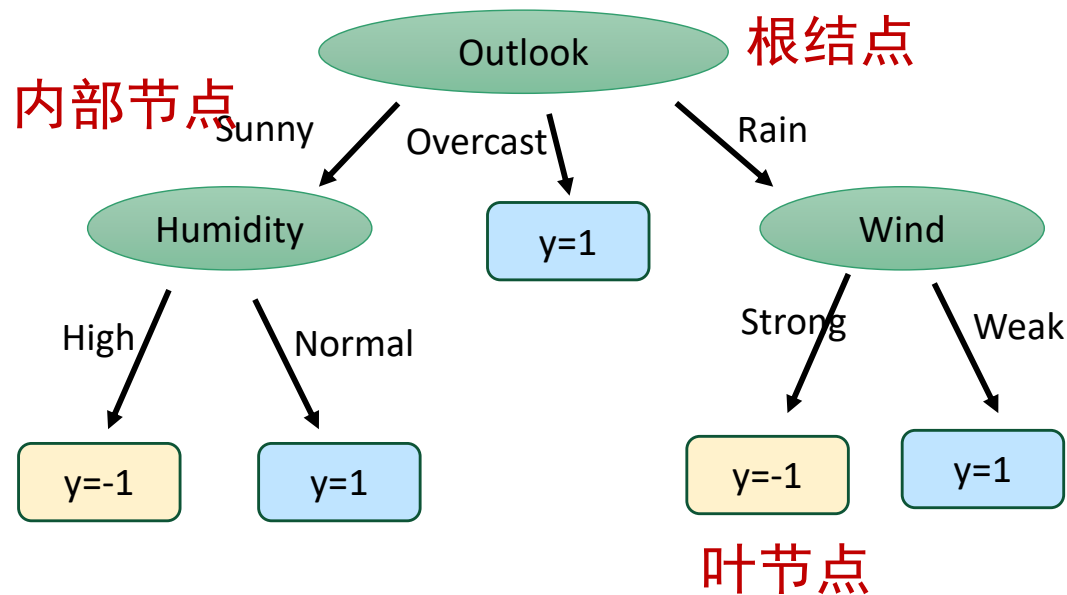 Outlook
根结点
内部节点
Sunny
Overcast
Rain
Humidity
y=1
Wind
High
Normal
Strong
Weak
y=-1
y=1
y=-1
y=1
叶节点